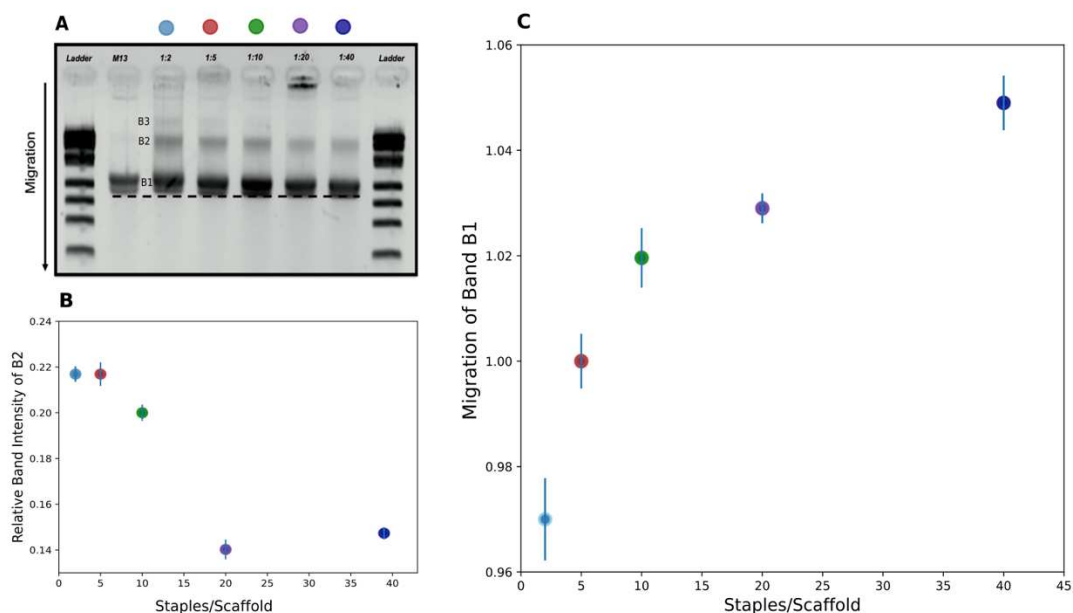 A
Ladder M13 1:2 1:5 1:10 1:20 1:40 Ladder
Migration
B3
B2
B1
B
0.24
0.22
0.20
0.18
0.16
0.14
Relative Band Intensity of B2
0 5 10 15 20 25 30 35 40
Staples/Scaffold
C
1.06
1.04
1.02
1.00
0.98
0.96
Migration of Band B1
0 5 10 15 20 25 30 35 40 45
Staples/Scaffold